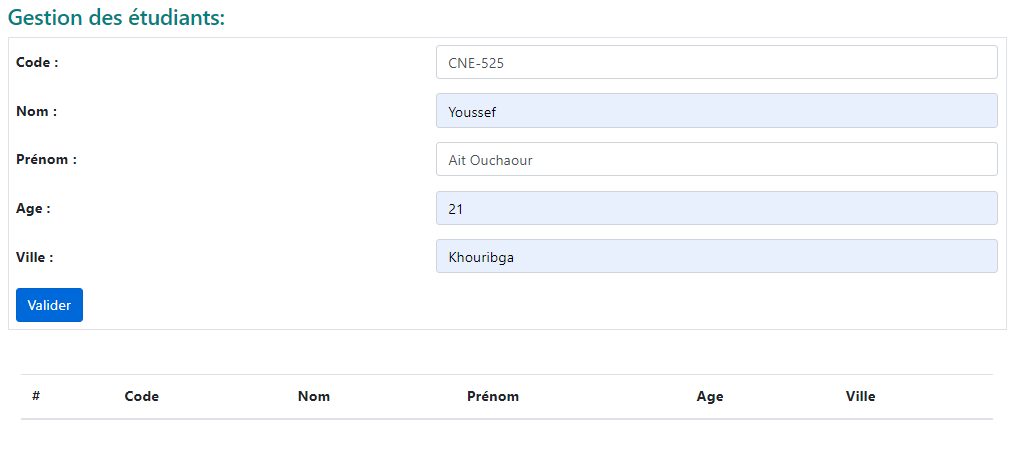 Gestion des étudiants:
Code : CNE-525
Nom : Youssef
Prénom : Ait Ouchaour
Age : 21
Ville : Khouribga
Valider
# Code Nom Prénom Age Ville